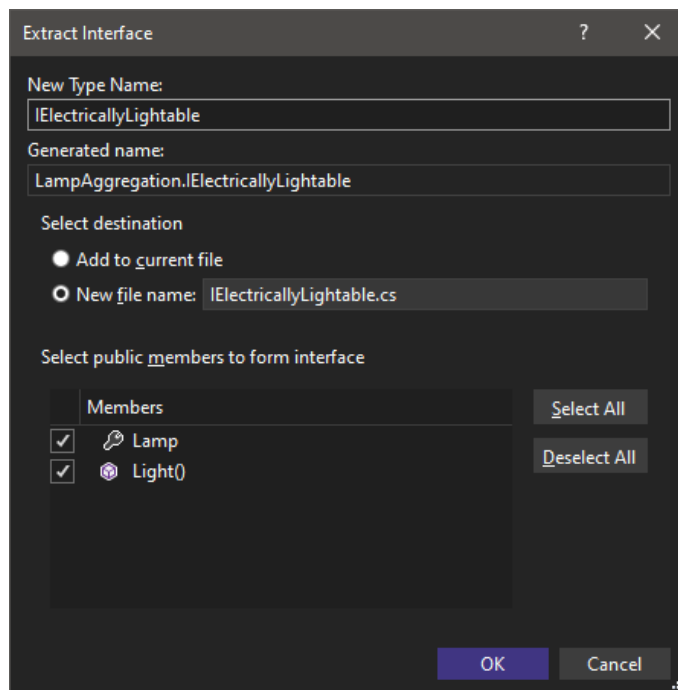 Extract Interface ?
New Type Name:
IElectricallyLightable
Generated name:
LampAggregation.IElectricallyLightable
Select destination
Add to current file
New file name: IElectricallyLightable.cs
Select public members to form interface
Members
Select All
Lamp
Deselect All
Light()
OK Cancel